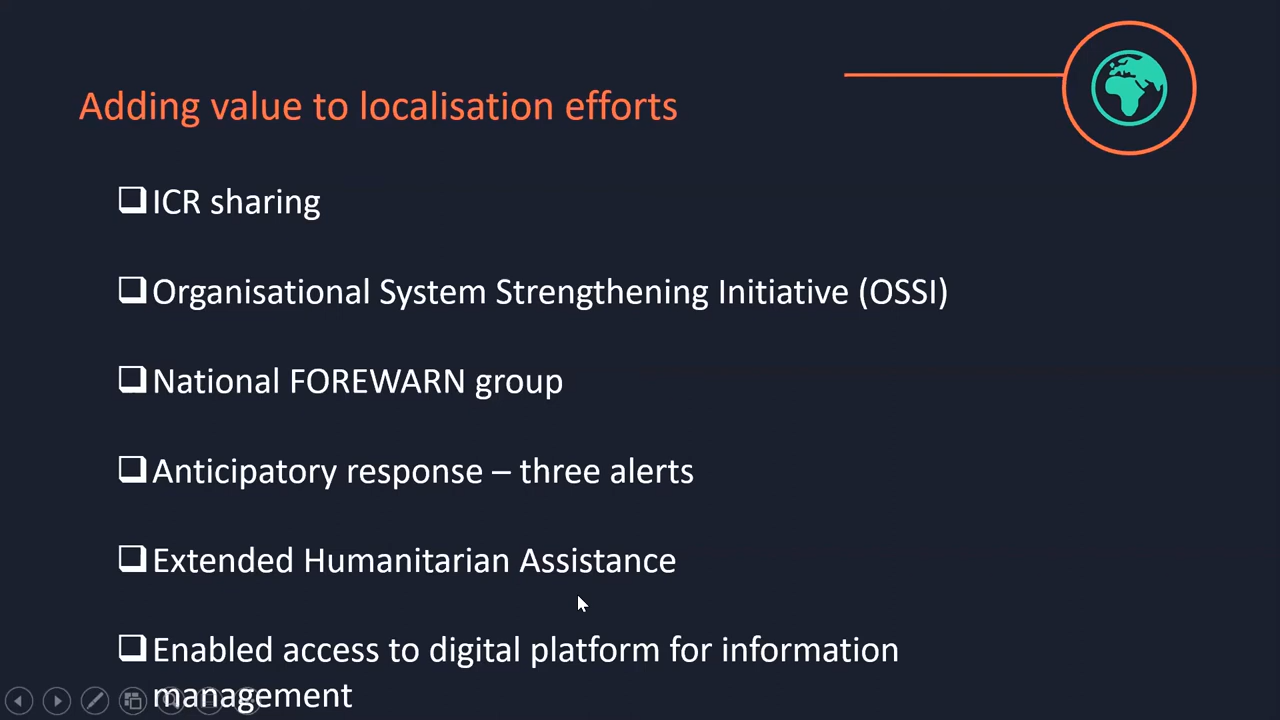 Adding value to localisation efforts
ICR sharing
Organisational System Strengthening Initiative (OSSI)
National FOREWARN group
Anticipatory response – three alerts
Extended Humanitarian Assistance
Enabled access to digital platform for information
management